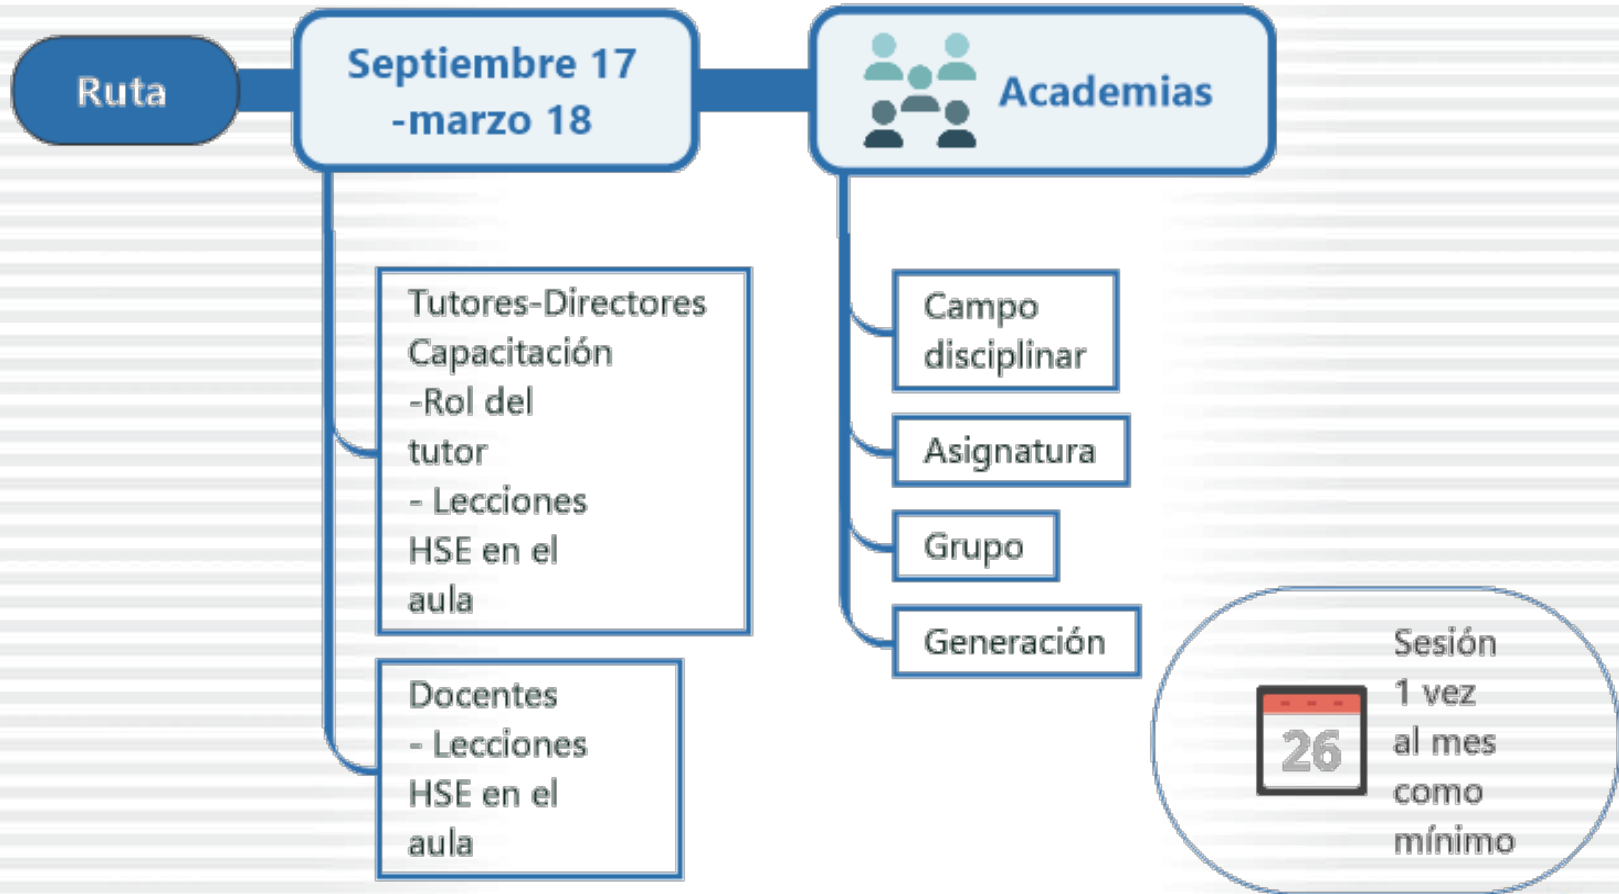 Ruta
Septiembre 17
-marzo 18
Academias
Tutores-Directores
Capacitación
-Rol del
tutor
- Lecciones
HSE en el
aula
Docentes
- Lecciones
HSE en el
aula
Campo
disciplinar
Asignatura
Grupo
Generación
26
Sesión
1 vez
al mes
como
mínimo